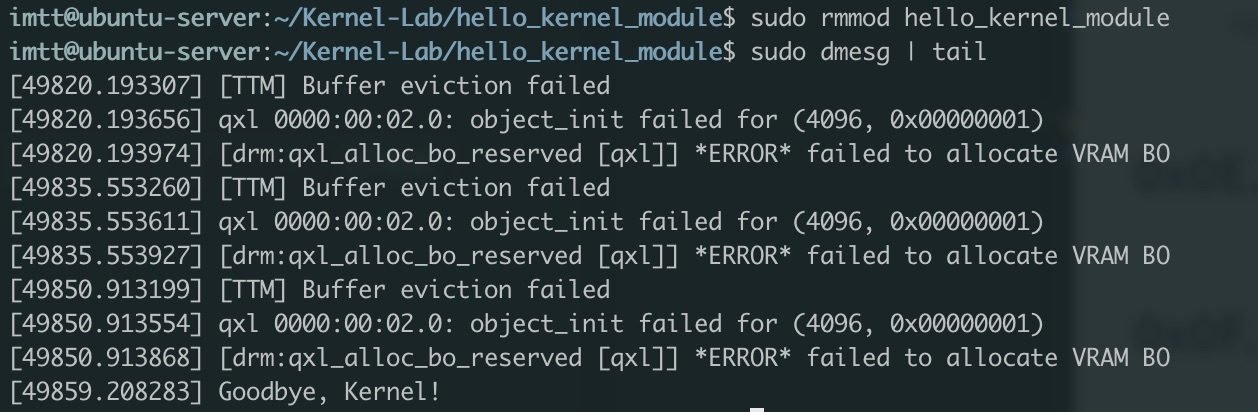 imtt@ubuntu-server:~/Kernel-Lab/hello_kernel_module$ sudo rmmod hello_kernel_module
imtt@ubuntu-server:~/Kernel-Lab/hello_kernel_module$ sudo dmesg | tail
[49820.193307] [TTM] Buffer eviction failed
[49820.193656] qxl 0000:00:02.0: object_init failed for (4096, 0x00000001)
[49820.193974] [drm:qxl_alloc_bo_reserved [qxl]] *ERROR* failed to allocate VRAM BO
[49835.553260] [TTM] Buffer eviction failed
[49835.553611] qxl 0000:00:02.0: object_init failed for (4096, 0x00000001)
[49835.553927] [drm:qxl_alloc_bo_reserved [qxl]] *ERROR* failed to allocate VRAM BO
[49850.913199] [TTM] Buffer eviction failed
[49850.913554] qxl 0000:00:02.0: object_init failed for (4096, 0x00000001)
[49850.913868] [drm:qxl_alloc_bo_reserved [qxl]] *ERROR* failed to allocate VRAM BO
[49859.208283] Goodbye, Kernel!